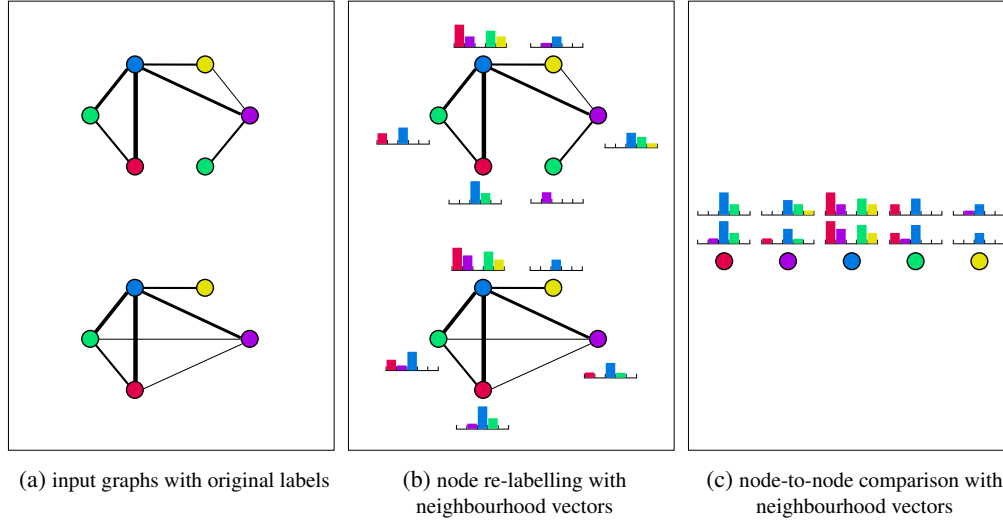 (a) input graphs with original labels
(b) node re-labelling with
neighbourhood vectors
(c) node-to-node comparison with
neighbourhood vectors